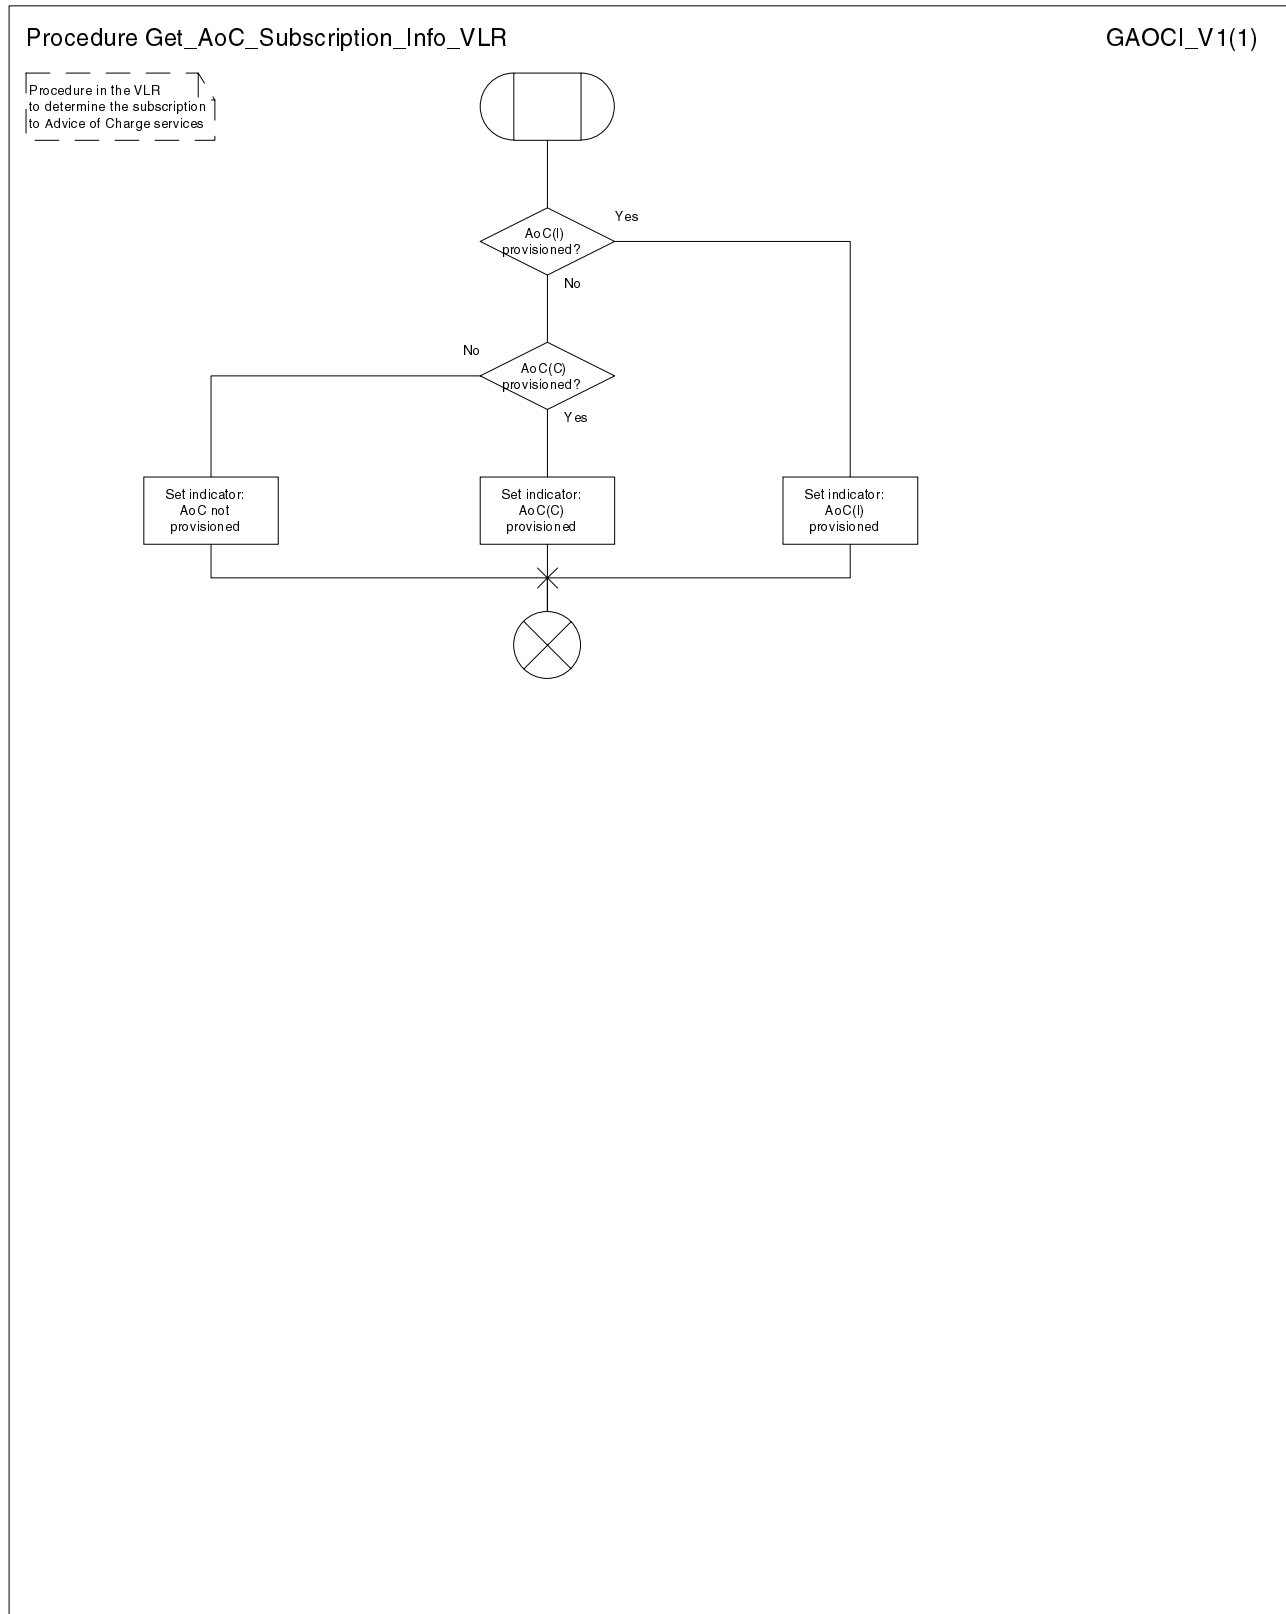 Procedure Get_AoC_Subscription_Info_VLR
GAOCI_V1(1)
Procedure in the VLR
to determine the subscription
to Advice of Charge services
AoC(I)
provisioned?
Yes
No
No
AoC(C)
provisioned?
Yes
Set indicator:
AoC not
provisioned
Set indicator:
AoC(C)
provisioned
Set indicator:
AoC(I)
provisioned